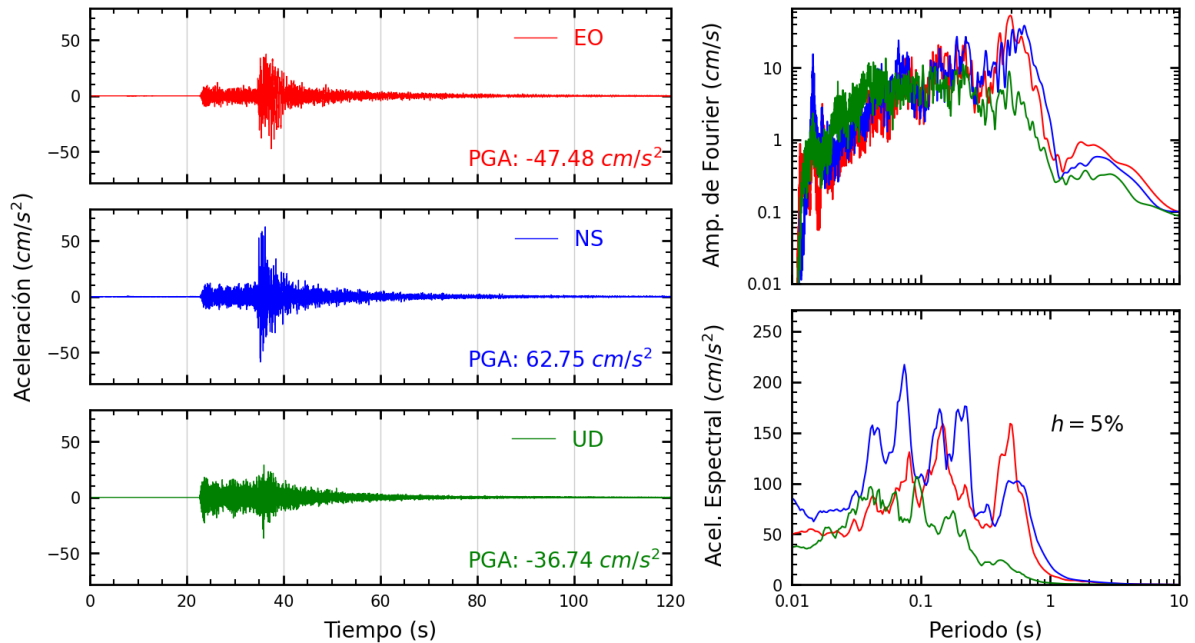 Aceleración (cm/s²)
50
0
−50
EO
PGA: -47.48 cm/s²
50
0
−50
NS
PGA: 62.75 cm/s²
50
0
−50
UD
PGA: -36.74 cm/s²
0 20 40 60 80 100 120
Tiempo (s)
Amp. de Fourier (cm/s)
10
1
0.1
0.01
Acel. Espectral (cm/s²)
250
200
150
100
50
0
h = 5%
0.01 0.1 1 10
Periodo (s)